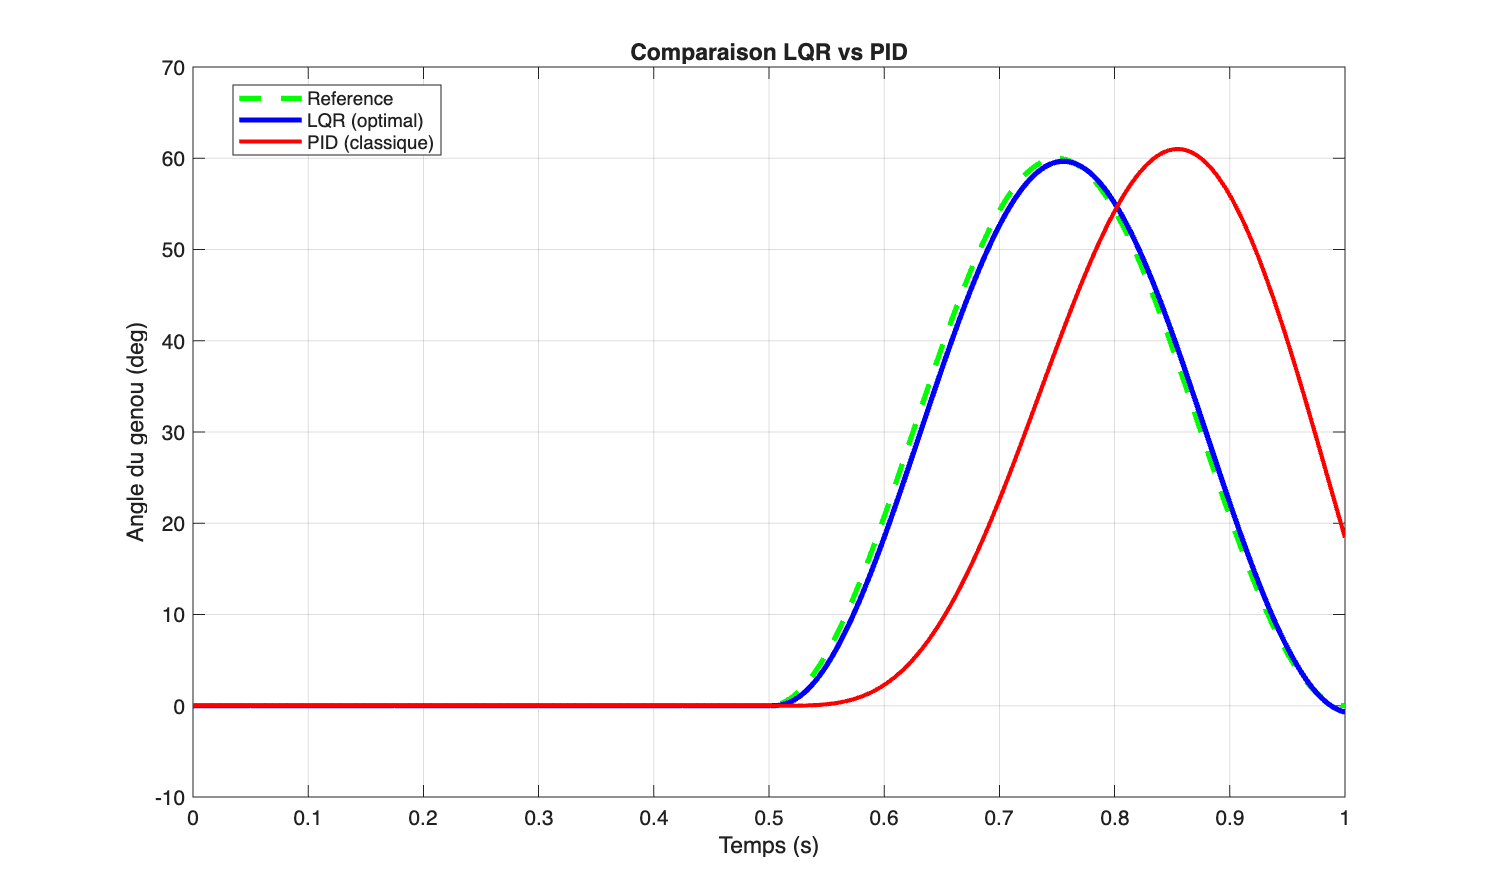 Comparaison LQR vs PID
Reference
LQR (optimal)
PID (classique)
70
60
50
40
30
20
10
0
-10
Angle du genou (deg)
0 0.1 0.2 0.3 0.4 0.5 0.6 0.7 0.8 0.9 1
Temps (s)